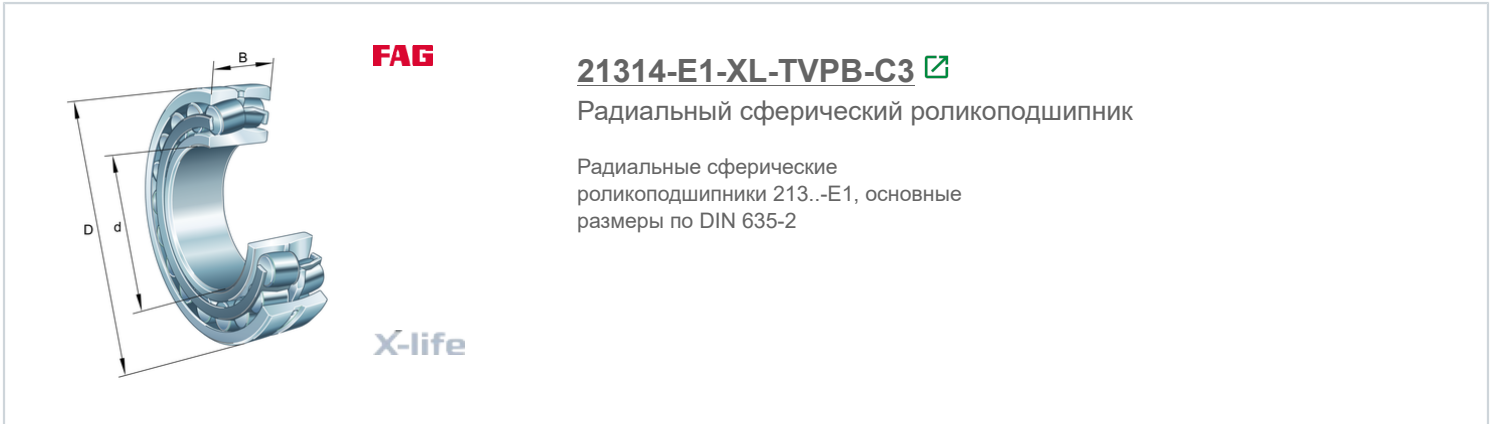 B
D
d
FAG
X-life
21314-E1-XL-TVPB-C3
Радиальный сферический роликоподшипник
Радиальные сферические
роликоподшипники 213..-E1, основные
размеры по DIN 635-2